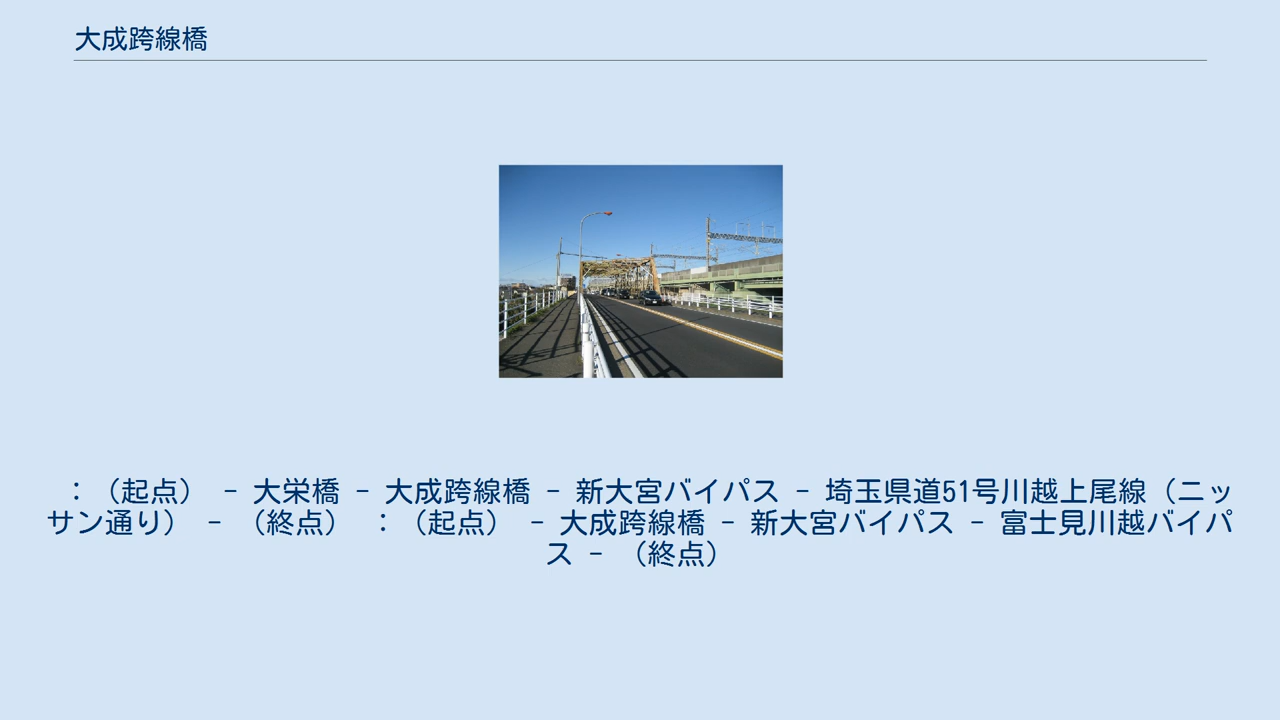 大成跨線橋
：（起点） － 大栄橋 － 大成跨線橋 － 新大宮バイパス － 埼玉県道51号川越上尾線（ニッ
サン通り） － （終点） ：（起点） － 大成跨線橋 － 新大宮バイパス － 富士見川越バイパ
ス － （終点）